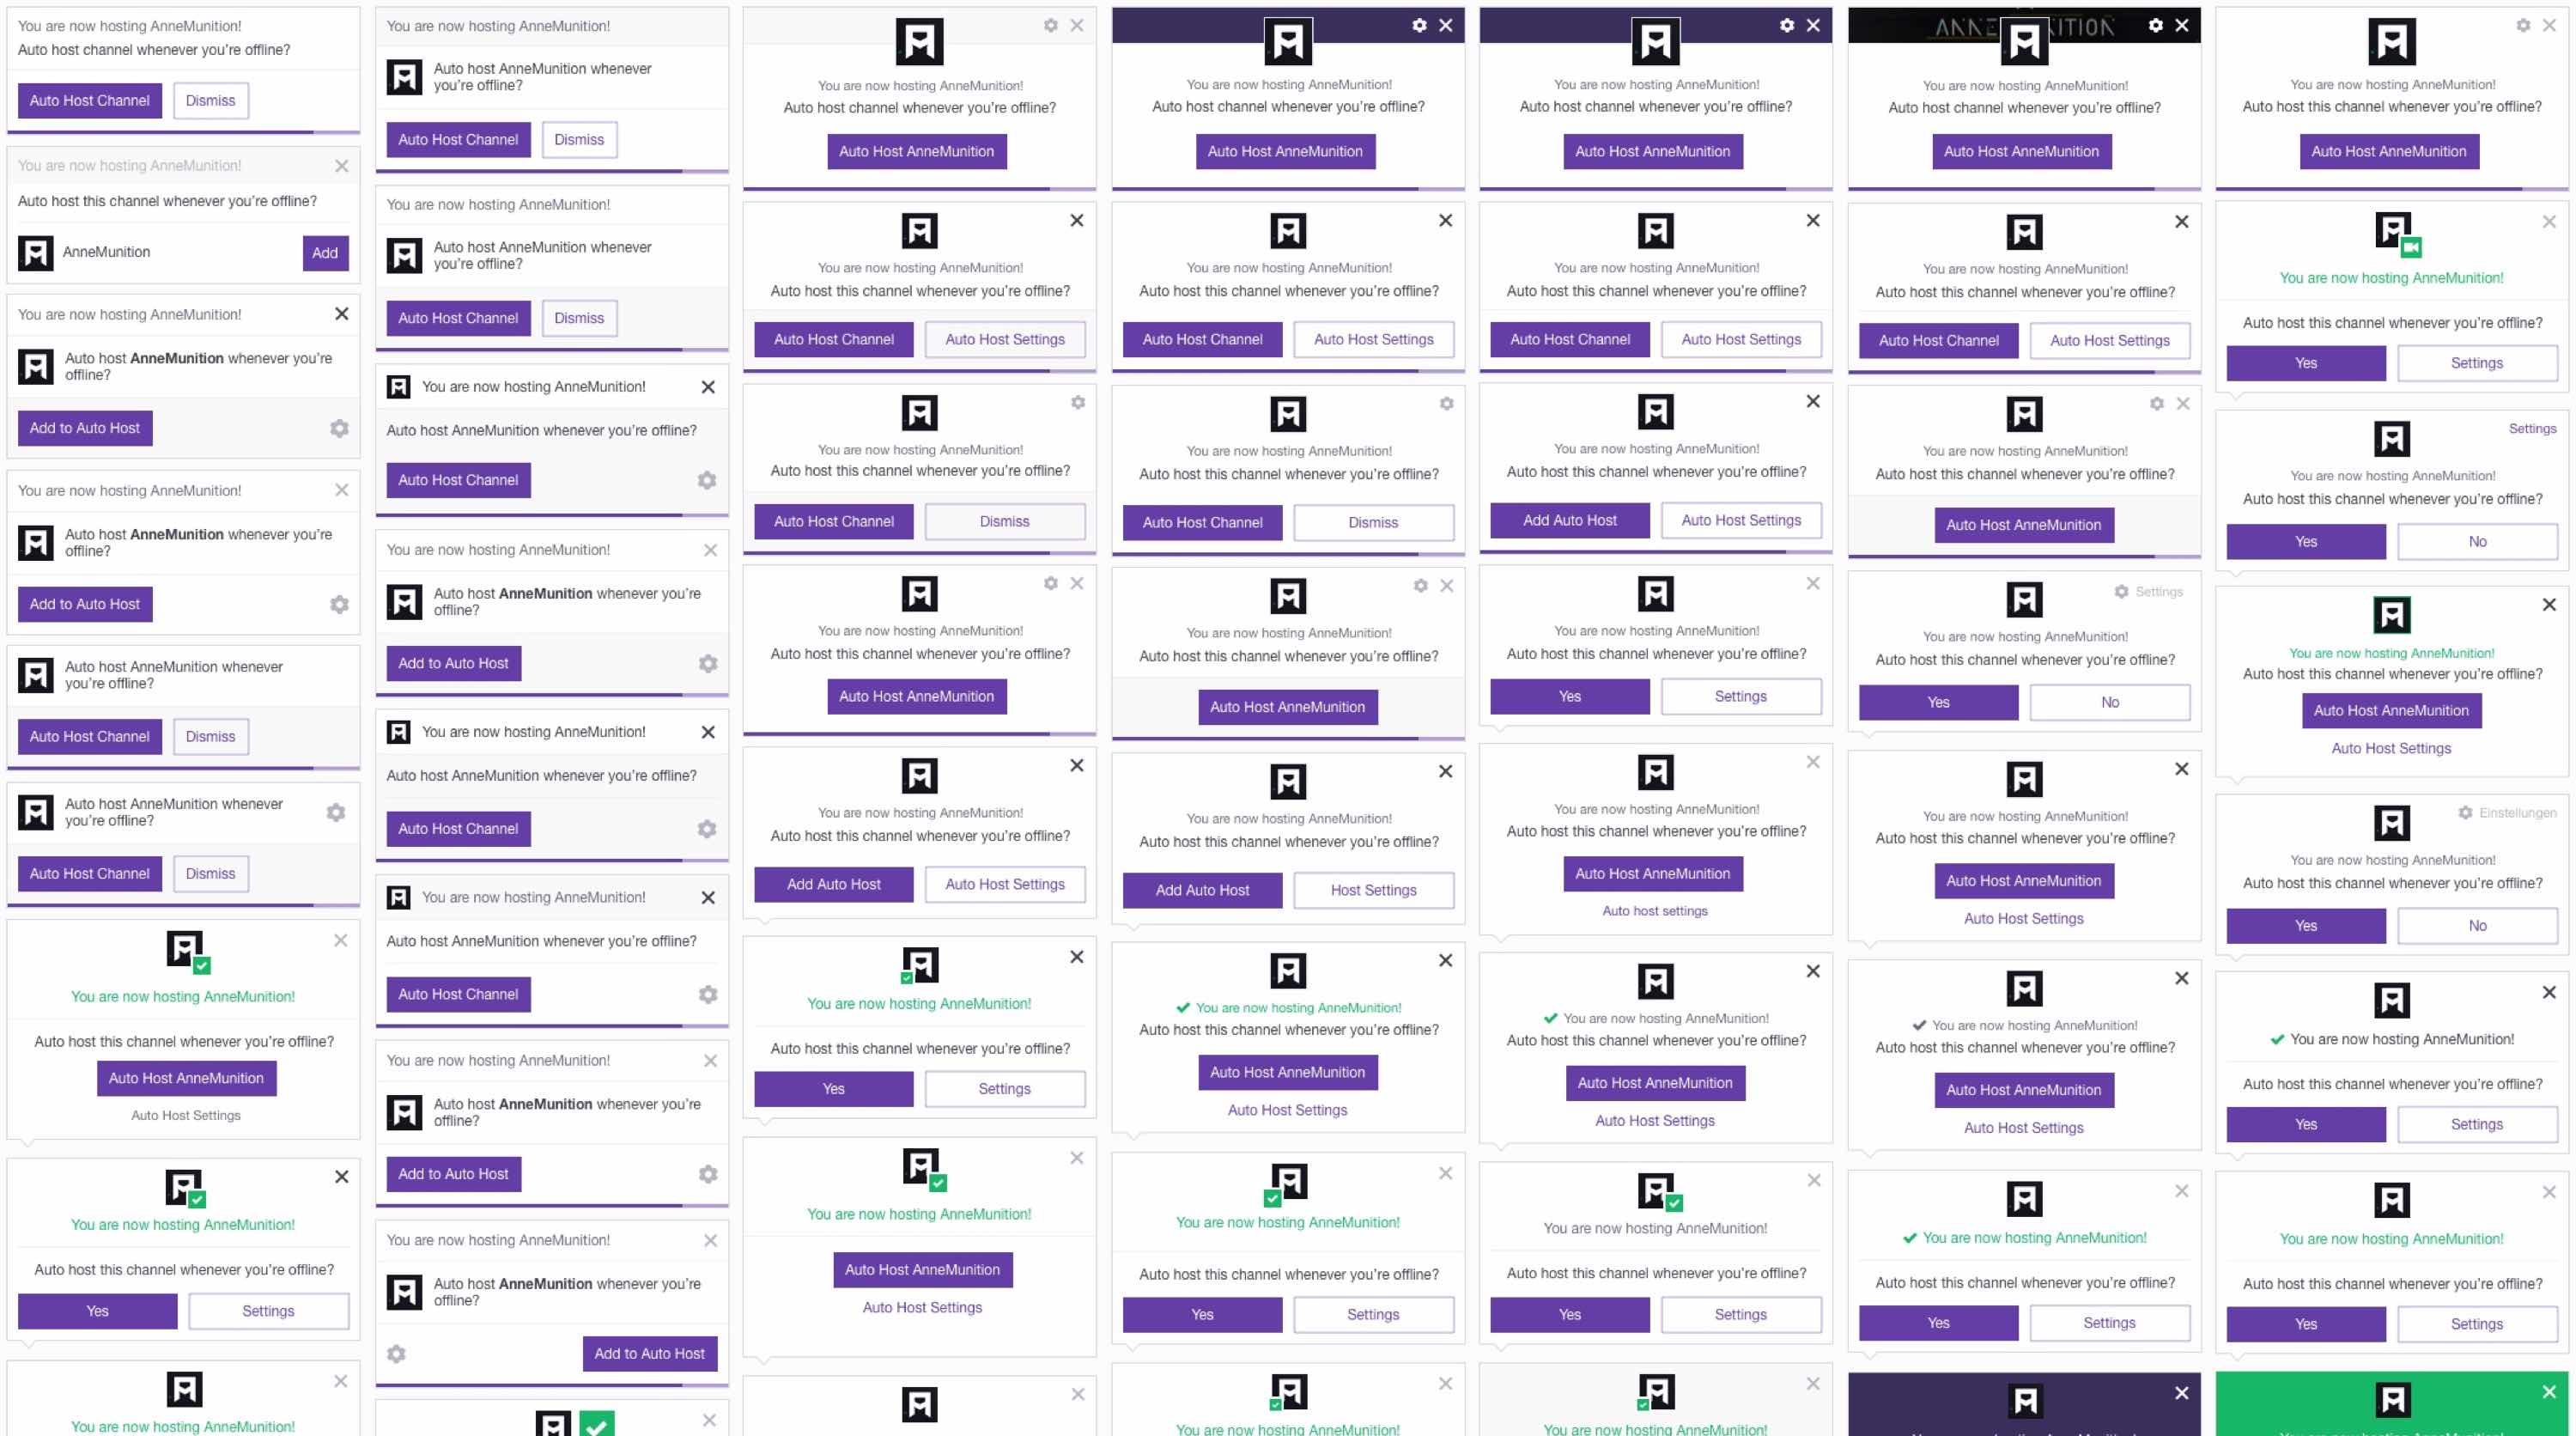 You are now hosting AnneMunition!
Auto host channel whenever you're offline?
Auto Host Channel
Dismiss
You are now hosting AnneMunition!
Auto host this channel whenever you're offline?
AnneMunition
Add
You are now hosting AnneMunition!
Auto host AnneMunition whenever you're
offline?
Add to Auto Host
You are now hosting AnneMunition!
Auto host AnneMunition whenever you're
offline?
Add to Auto Host
Auto host AnneMunition whenever
you're offline?
Auto Host Channel
Dismiss
Auto host AnneMunition whenever
you're offline?
Auto Host Channel
Dismiss
You are now hosting AnneMunition!
Auto host this channel whenever you're offline?
Auto Host AnneMunition
Auto Host Settings
You are now hosting AnneMunition!
Auto host this channel whenever you're offline?
Yes
Settings
You are now hosting AnneMunition!
You are now hosting AnneMunition!
Auto host AnneMunition whenever
you're offline?
Auto Host Channel
Dismiss
You are now hosting AnneMunition!
Auto host AnneMunition whenever
you're offline?
Auto Host Channel
Dismiss
You are now hosting AnneMunition!
Auto host AnneMunition whenever you're offline?
Auto Host Channel
You are now hosting AnneMunition!
Auto host AnneMunition whenever you're
offline?
Add to Auto Host
You are now hosting AnneMunition!
Auto host AnneMunition whenever you're offline?
Auto Host Channel
You are now hosting AnneMunition!
Auto host AnneMunition whenever you're offline?
Auto Host Channel
You are now hosting AnneMunition!
Auto host AnneMunition whenever you're
offline?
Add to Auto Host
You are now hosting AnneMunition!
Auto host AnneMunition whenever you're
offline?
Add to Auto Host
You are now hosting AnneMunition!
Auto host channel whenever you're offline?
Auto Host AnneMunition
You are now hosting AnneMunition!
Auto host this channel whenever you're offline?
Auto Host Channel
Auto Host Settings
You are now hosting AnneMunition!
Auto host this channel whenever you're offline?
Auto Host Channel
Dismiss
You are now hosting AnneMunition!
Auto host this channel whenever you're offline?
Auto Host AnneMunition
You are now hosting AnneMunition!
Auto host this channel whenever you're offline?
Add Auto Host
Auto Host Settings
You are now hosting AnneMunition!
Auto host this channel whenever you're offline?
Yes
Settings
You are now hosting AnneMunition!
Auto Host AnneMunition
Auto Host Settings
You are now hosting AnneMunition!
Auto host channel whenever you're offline?
Auto Host AnneMunition
You are now hosting AnneMunition!
Auto host this channel whenever you're offline?
Auto Host Channel
Auto Host Settings
You are now hosting AnneMunition!
Auto host this channel whenever you're offline?
Auto Host Channel
Dismiss
You are now hosting AnneMunition!
Auto host this channel whenever you're offline?
Auto Host AnneMunition
You are now hosting AnneMunition!
Auto host this channel whenever you're offline?
Add Auto Host
Host Settings
You are now hosting AnneMunition!
Auto host this channel whenever you're offline?
Auto Host AnneMunition
Auto Host Settings
You are now hosting AnneMunition!
Auto host this channel whenever you're offline?
Yes
Settings
You are now hosting AnneMunition!
You are now hosting AnneMunition!
Auto host channel whenever you're offline?
Auto Host AnneMunition
You are now hosting AnneMunition!
Auto host this channel whenever you're offline?
Auto Host Channel
Auto Host Settings
You are now hosting AnneMunition!
Auto host this channel whenever you're offline?
Add Auto Host
Auto Host Settings
You are now hosting AnneMunition!
Auto host this channel whenever you're offline?
Yes
Settings
You are now hosting AnneMunition!
Auto host this channel whenever you're offline?
Auto Host AnneMunition
Auto host settings
You are now hosting AnneMunition!
Auto host this channel whenever you're offline?
Auto Host AnneMunition
Auto Host Settings
You are now hosting AnneMunition!
Auto host this channel whenever you're offline?
Yes
Settings
You are now hosting AnneMunition!
You are now hosting AnneMunition!
Auto host channel whenever you're offline?
Auto Host AnneMunition
You are now hosting AnneMunition!
Auto host this channel whenever you're offline?
Auto Host Channel
Auto Host Settings
You are now hosting AnneMunition!
Auto host this channel whenever you're offline?
Auto Host AnneMunition
Settings
You are now hosting AnneMunition!
Auto host this channel whenever you're offline?
Yes
No
You are now hosting AnneMunition!
Auto host this channel whenever you're offline?
Auto Host AnneMunition
Auto Host Settings
You are now hosting AnneMunition!
Auto host this channel whenever you're offline?
Auto Host AnneMunition
Auto Host Settings
You are now hosting AnneMunition!
Auto host this channel whenever you're offline?
Yes
Settings
You are now hosting AnneMunition!
Auto host this channel whenever you're offline?
Auto Host AnneMunition
You are now hosting AnneMunition!
Auto host this channel whenever you're offline?
Yes
Settings
Settings
You are now hosting AnneMunition!
Auto host this channel whenever you're offline?
Yes
No
You are now hosting AnneMunition!
Auto host this channel whenever you're offline?
Auto Host AnneMunition
Auto Host Settings
Einstellungen
You are now hosting AnneMunition!
Auto host this channel whenever you're offline?
Yes
No
You are now hosting AnneMunition!
Auto host this channel whenever you're offline?
Yes
Settings
You are now hosting AnneMunition!
Auto host this channel whenever you're offline?
Yes
Settings